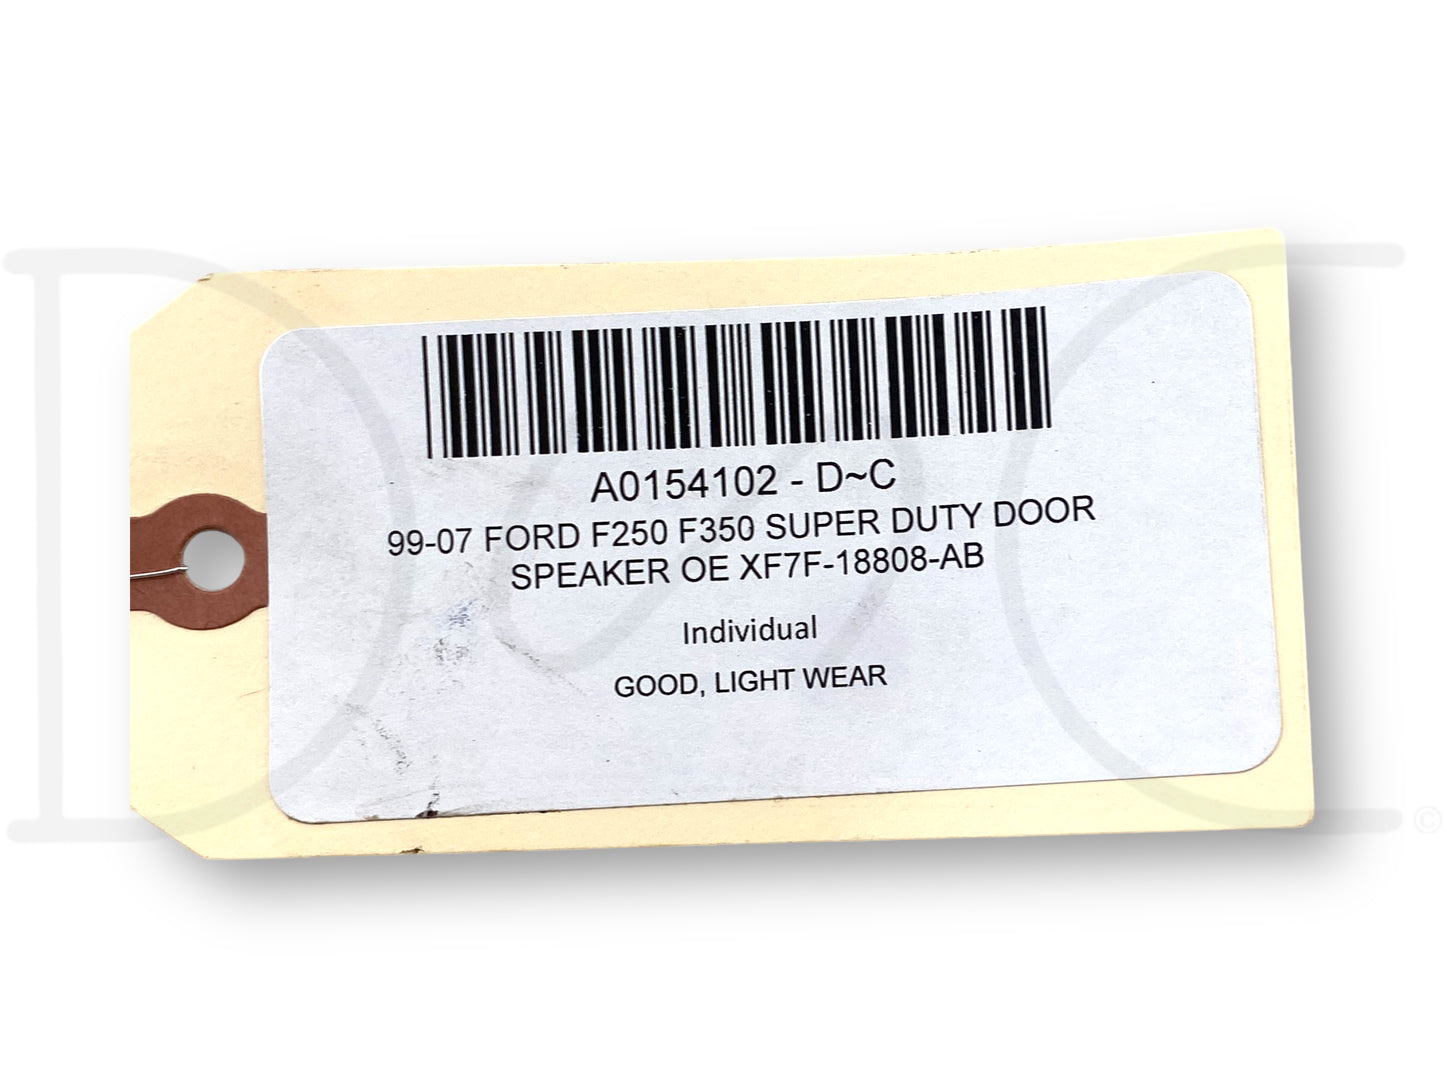 A0154102 - D~C
99-07 FORD F250 F350 SUPER DUTY DOOR
SPEAKER OE XF7F-18808-AB
Individual
GOOD, LIGHT WEAR
D~C
©